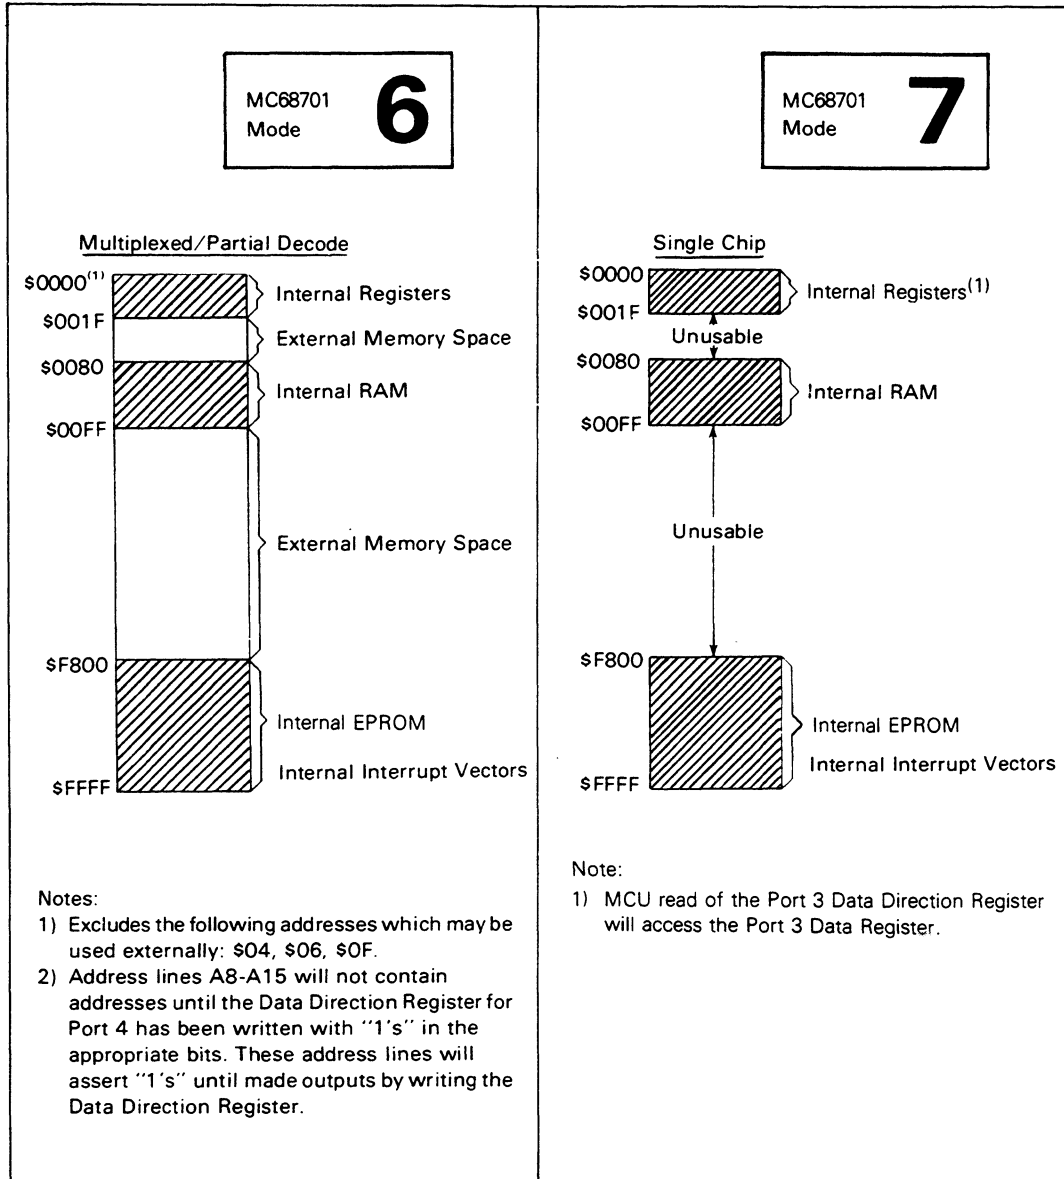 MC68701
Mode 6
Multiplexed/Partial Decode
$0000(1)
Internal Registers
$001F
External Memory Space
$0080
Internal RAM
$00FF
External Memory Space
$F800
Internal EPROM
Internal Interrupt Vectors
$FFFF
Notes:
1) Excludes the following addresses which may be
used externally: $04, $06, $0F.
2) Address lines A8-A15 will not contain
addresses until the Data Direction Register for
Port 4 has been written with "1's" in the
appropriate bits. These address lines will
assert "1's" until made outputs by writing the
Data Direction Register.
MC68701
Mode 7
Single Chip
$0000
Internal Registers(1)
$001F
Unusable
$0080
Internal RAM
$00FF
Unusable
$F800
Internal EPROM
Internal Interrupt Vectors
$FFFF
Note:
1) MCU read of the Port 3 Data Direction Register
will access the Port 3 Data Register.